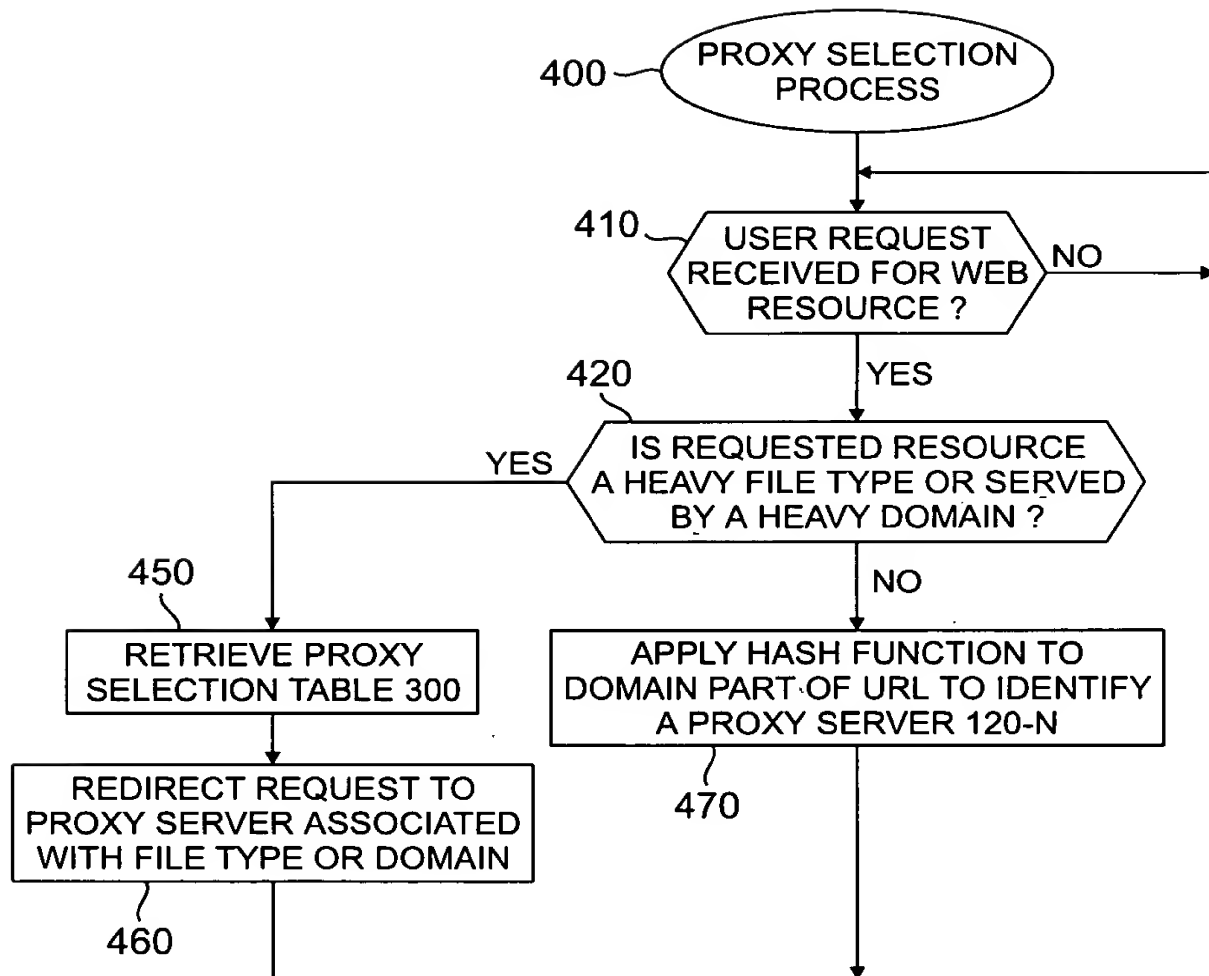 400
PROXY SELECTION
PROCESS
410
USER REQUEST
RECEIVED FOR WEB
RESOURCE ?
NO
YES
420
IS REQUESTED RESOURCE
A HEAVY FILE TYPE OR SERVED
BY A HEAVY DOMAIN ?
YES
NO
450
RETRIEVE PROXY
SELECTION TABLE 300
APPLY HASH FUNCTION TO
DOMAIN PART OF URL TO IDENTIFY
A PROXY SERVER 120-N
470
REDIRECT REQUEST TO
PROXY SERVER ASSOCIATED
WITH FILE TYPE OR DOMAIN
460